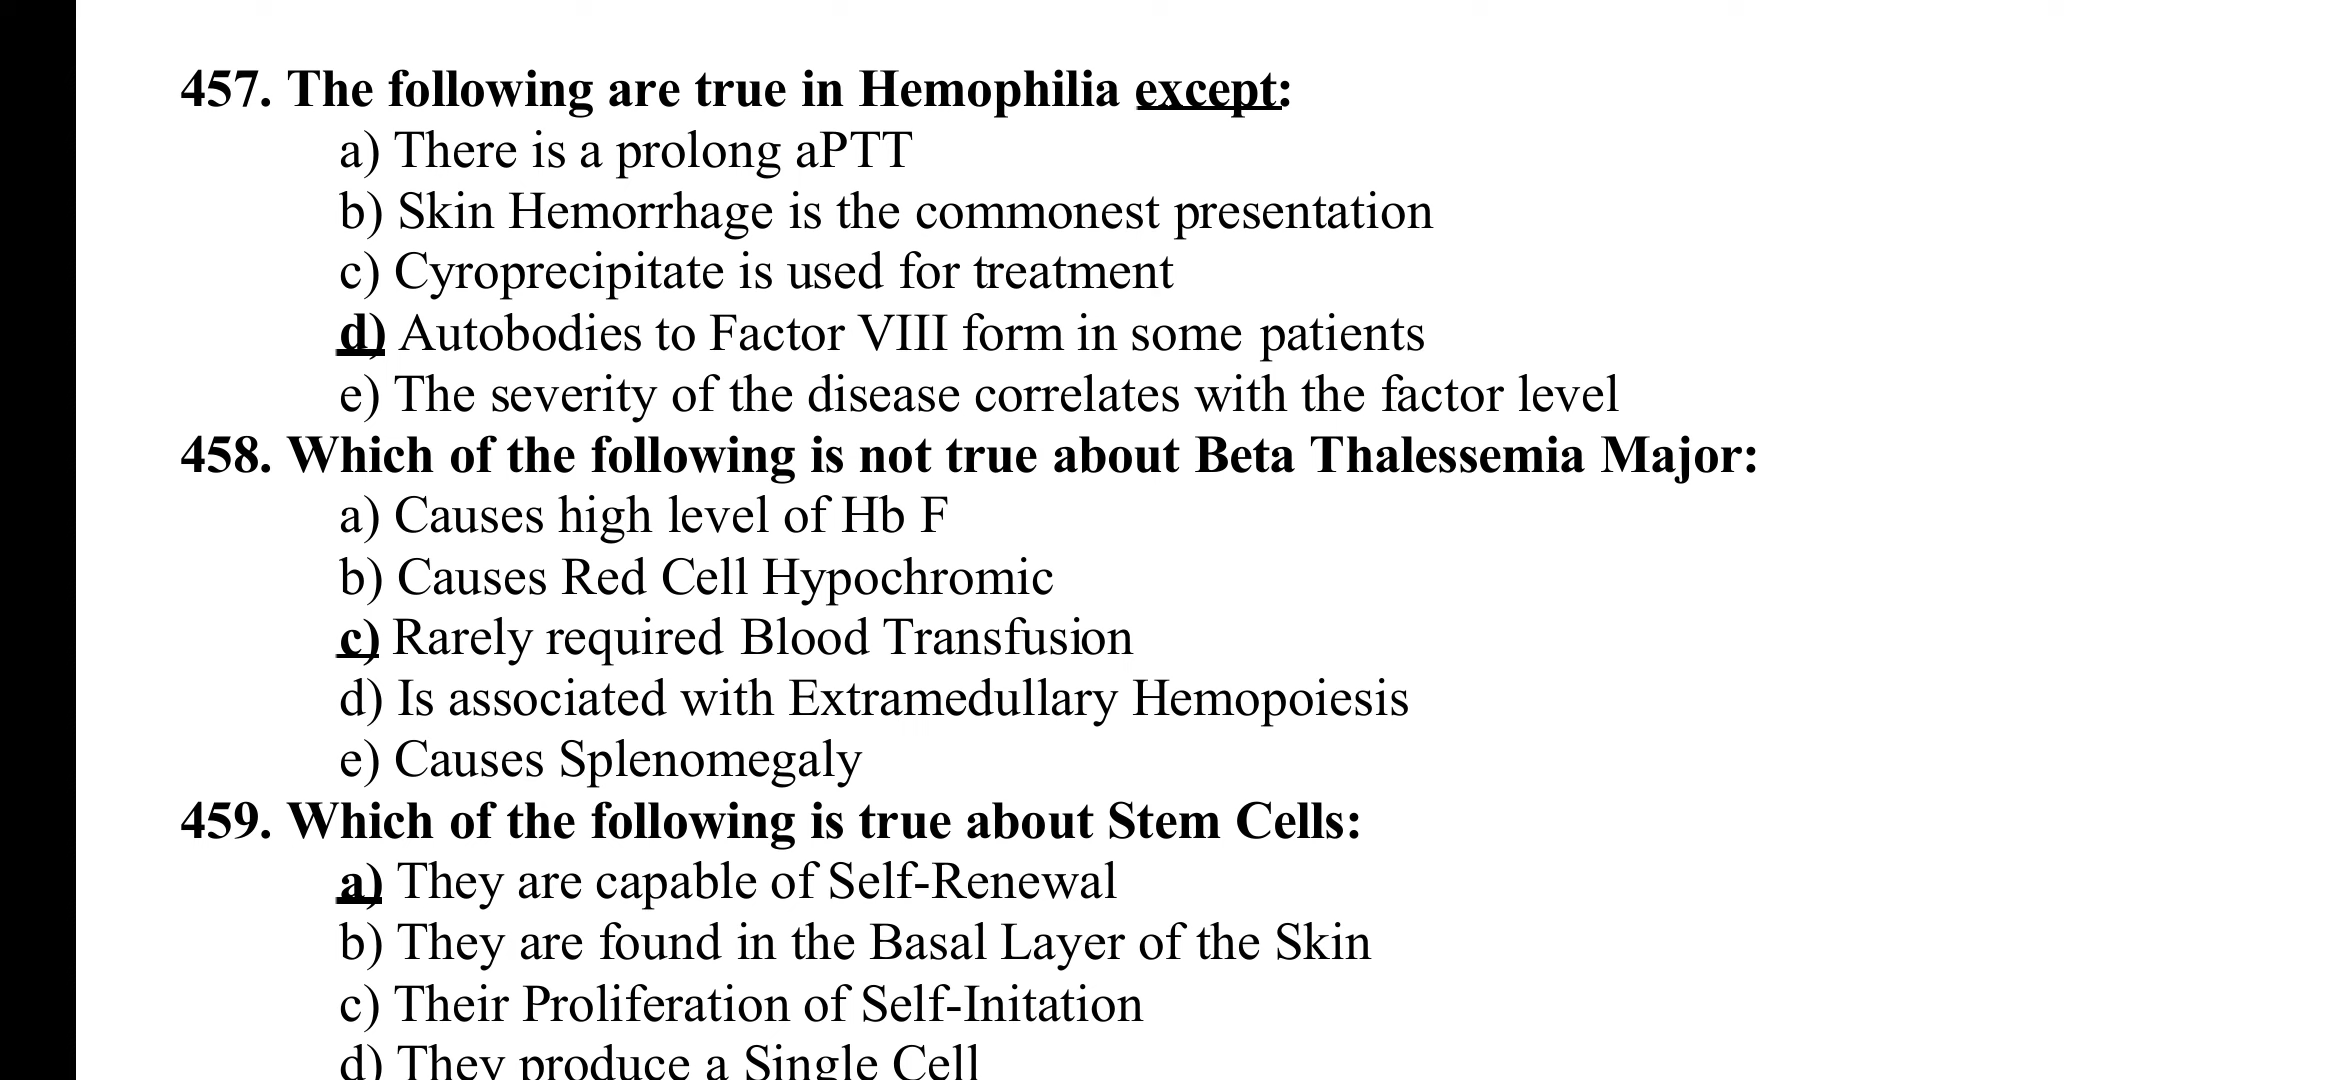 457. The following are true in Hemophilia except:
a) There is a prolong aPTT
b) Skin Hemorrhage is the commonest presentation
c) Cyroprecipitate is used for treatment
d) Autobodies to Factor VIII form in some patients
e) The severity of the disease correlates with the factor level
458. Which of the following is not true about Beta Thalessemia Major:
a) Causes high level of Hb F
b) Causes Red Cell Hypochromic
c) Rarely required Blood Transfusion
d) Is associated with Extramedullary Hemopoiesis
e) Causes Splenomegaly
459. Which of the following is true about Stem Cells:
a) They are capable of Self-Renewal
b) They are found in the Basal Layer of the Skin
c) Their Proliferation of Self-Initation
d) They produce a Single Cell